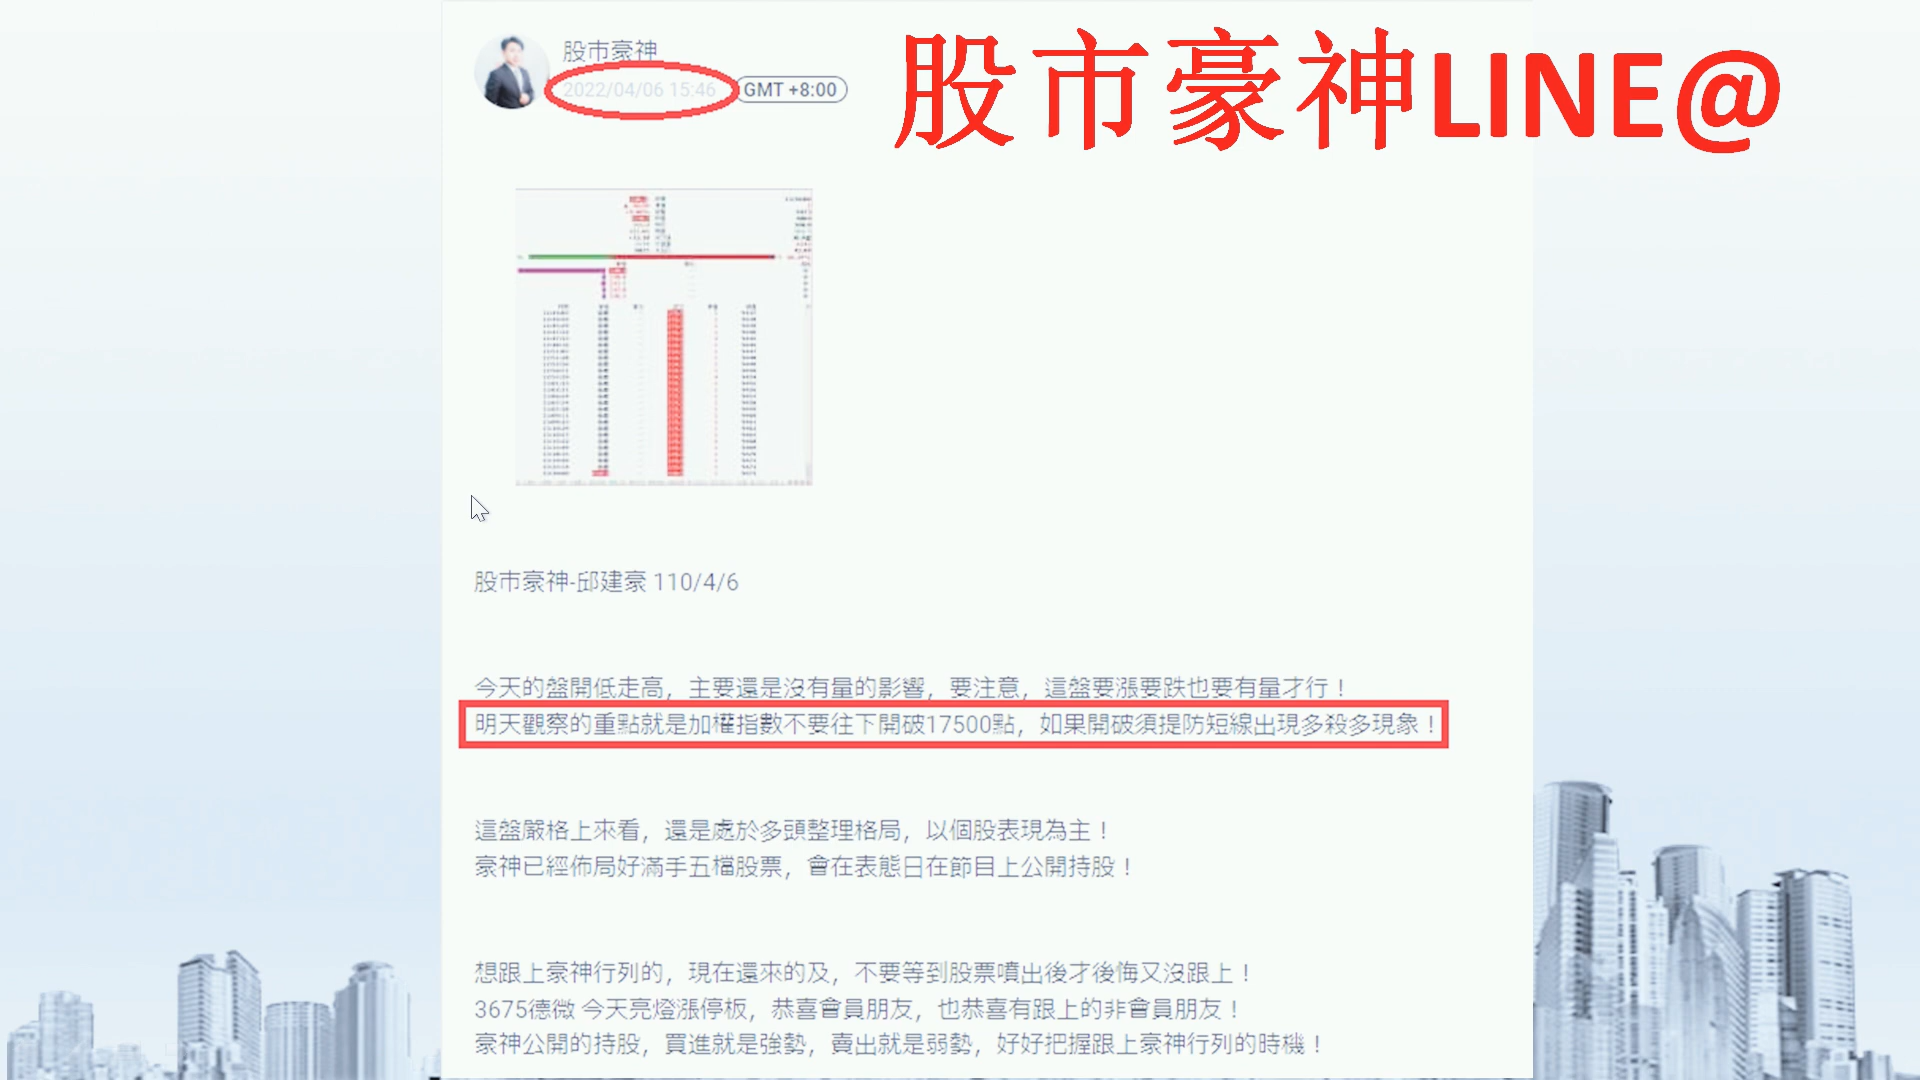 股市豪神
2022/04/06 15:46 GMT +8:00
股市豪神LINE@
股市豪神-邱建豪 110/4/6
今天的盤開低走高，主要還是沒有量的影響，要注意，這盤要漲要跌也要有量才行！
明天觀察的重點就是加權指數不要往下開破17500點，如果開破須提防短線出現多殺多現象！
這盤嚴格上來看，還是處於多頭整理格局，以個股表現為主！
豪神已經佈局好滿手五檔股票，會在表態日在節目上公開持股！
想跟上豪神行列的，現在還來的及，不要等到股票噴出後才後悔又沒跟上！
3675德微 今天亮燈漲停板，恭喜會員朋友，也恭喜有跟上的非會員朋友！
豪神公開的持股，買進就是強勢，賣出就是弱勢，好好把握跟上豪神行列的時機！